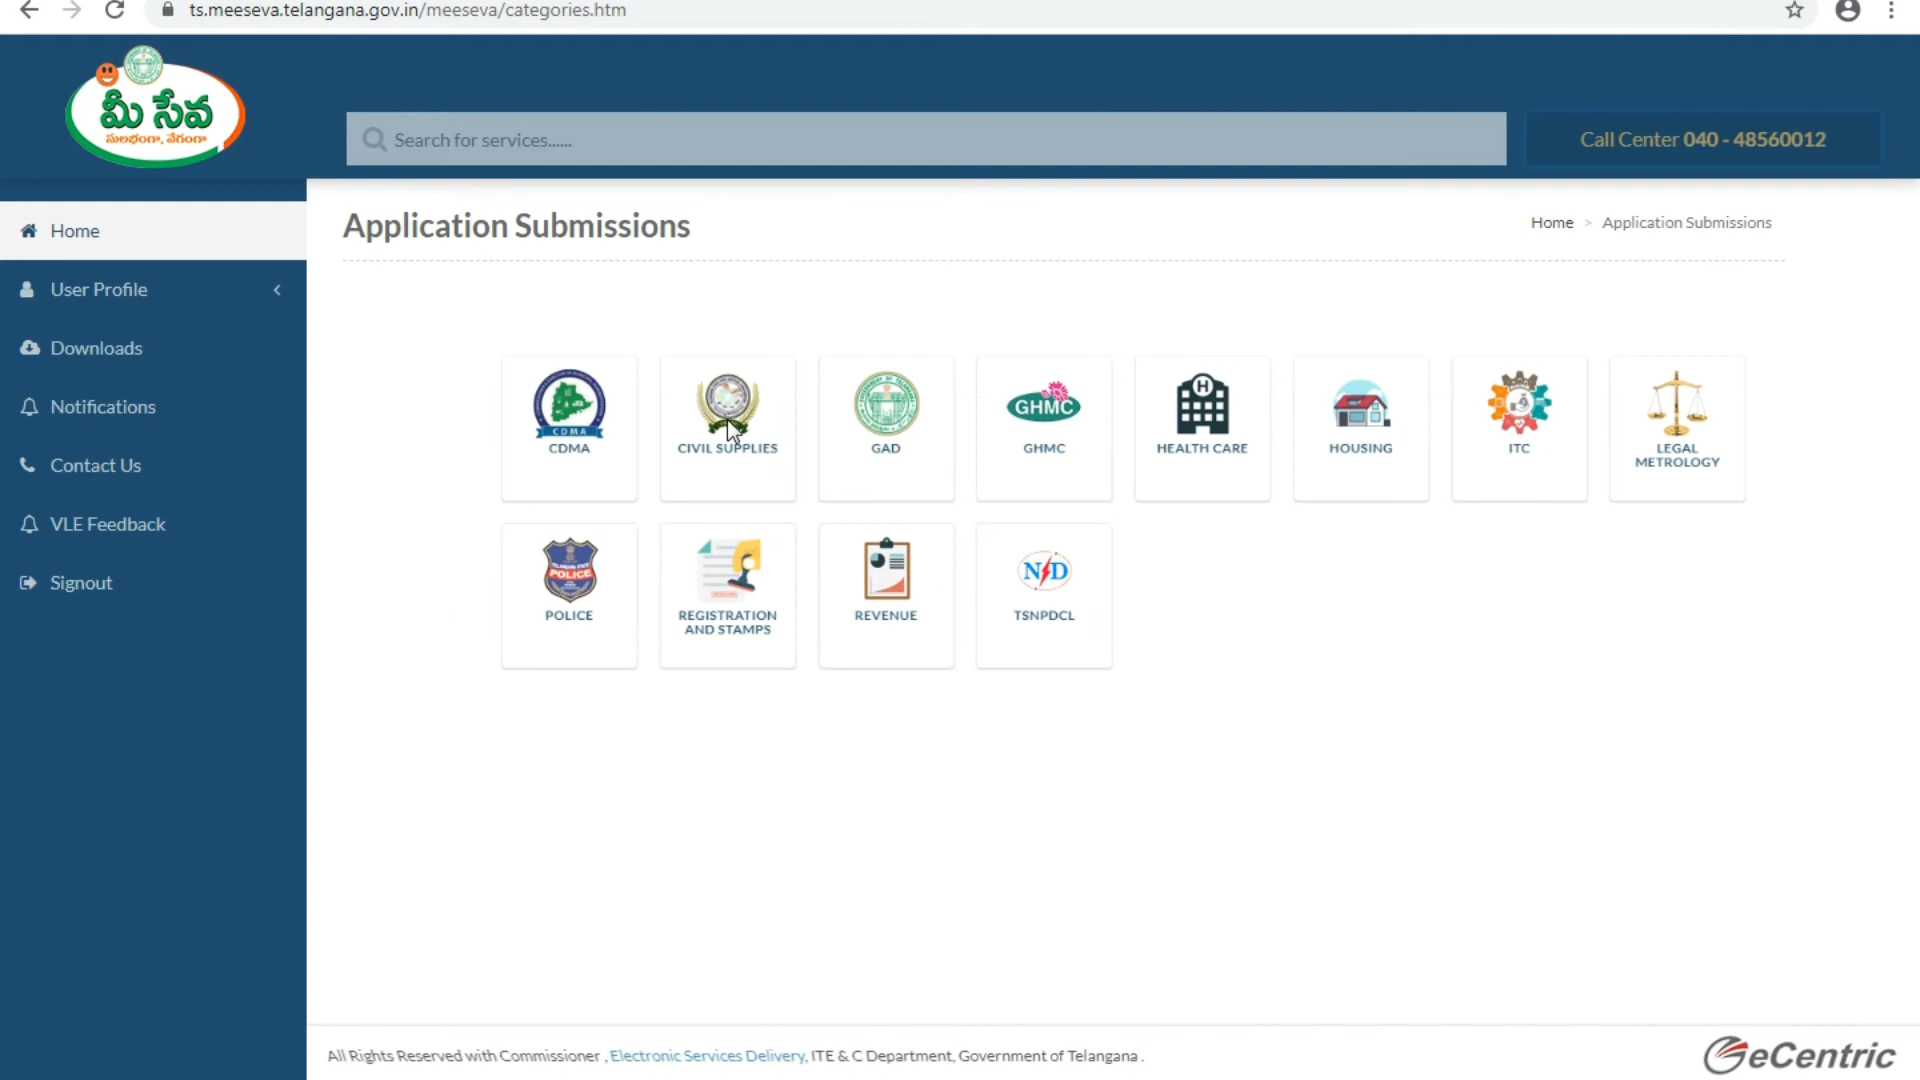 ts.meeseva.telangana.gov.in/meeseva/categories.htm
మీ సేవ
సులభంగా, వేగంగా
Search for services......
Call Center 040 - 48560012
Home
User Profile
Downloads
Notifications
Contact Us
VLE Feedback
Signout
Application Submissions
Home > Application Submissions
CDMA
CDMA
CIVIL SUPPLIES
GAD
GHMC
GHMC
H
HEALTH CARE
HOUSING
ITC
LEGAL
METROLOGY
POLICE
POLICE
REGISTRATION
AND STAMPS
REVENUE
NPD
TSNPDCL
All Rights Reserved with Commissioner , Electronic Services Delivery, ITE & C Department, Government of Telangana .
eCentric